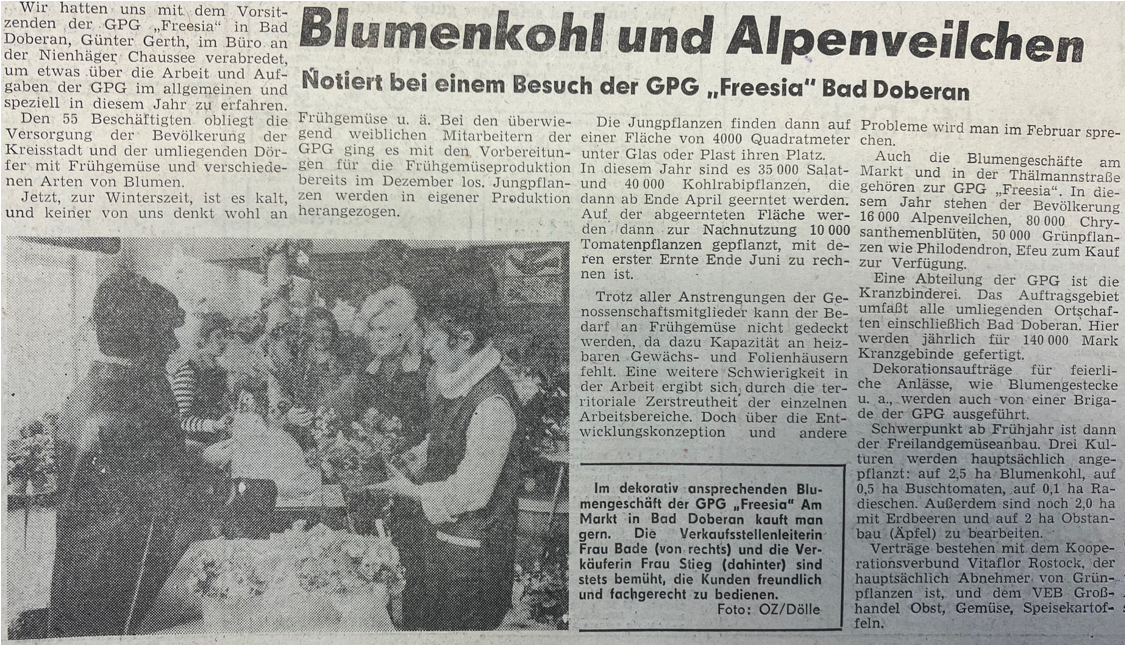 Blumenkohl und Alpenveilchen
Notiert bei einem Besuch der GPG „Freesia“ Bad Doberan
Wir hatten uns mit dem Vorsit-
zenden der GPG „Freesia“ in Bad
Doberan, Günter Gerth, im Büro an
der Nienhäger Chaussee verabredet,
um etwas über die Arbeit und Auf-
gaben der GPG im allgemeinen und
speziell in diesem Jahr zu erfahren.
Den 55 Beschäftigten obliegt die
Versorgung der Bevölkerung der
Kreisstadt und der umliegenden Dör-
fer mit Frühgemüse und verschiede-
nen Arten von Blumen.
Jetzt, zur Winterszeit, ist es kalt,
und keiner von uns denkt wohl an
Frühgemüse u. ä. Bei den überwie-
gend weiblichen Mitarbeitern der
GPG ging es mit den Vorbereitun-
gen für die Frühgemüseproduktion
bereits im Dezember los. Jungpflan-
zen werden in eigener Produktion
herangezogen.
Die Jungpflanzen finden dann auf
einer Fläche von 4000 Quadratmeter
unter Glas oder Plast ihren Platz.
In diesem Jahr sind es 35 000 Salat-
und 40 000 Kohlrabipflanzen, die
dann ab Ende April geerntet werden.
Auf der abgeernteten Fläche wer-
den dann zur Nachnutzung 10 000
Tomatenpflanzen gepflanzt, mit de-
ren erster Ernte Ende Juni zu rech-
nen ist.
Trotz aller Anstrengungen der Ge-
nossenschaftsmitglieder kann der Be-
darf an Frühgemüse nicht gedeckt
werden, da dazu Kapazität an heiz-
baren Gewächs- und Folienhäusern
fehlt. Eine weitere Schwierigkeit in
der Arbeit ergibt sich durch die ter-
ritoriale Zerstreutheit der einzelnen
Arbeitsbereiche. Doch über die Ent-
wicklungskonzeption und andere
Probleme wird man im Februar spre-
chen.
Auch die Blumengeschäfte am
Markt und in der Thälmannstraße
gehören zur GPG „Freesia“. In die-
sem Jahr stehen der Bevölkerung
16 000 Alpenveilchen, 80 000 Chry-
santhemenblüten, 50 000 Grünpflan-
zen wie Philodendron, Efeu zum Kauf
zur Verfügung.
Eine Abteilung der GPG ist die
Kranzbinderei. Das Auftragsgebiet
umfaßt alle umliegenden Ortschaf-
ten einschließlich Bad Doberan. Hier
werden jährlich für 140 000 Mark
Kranzgebinde gefertigt.
Dekorationsaufträge für feierli-
che Anlässe, wie Blumengestecke
u. a., werden auch von einer Briga-
de der GPG ausgeführt.
Schwerpunkt ab Frühjahr ist dann
der Freilandgemüseanbau. Drei Kul-
turen werden hauptsächlich ange-
pflanzt: auf 2,5 ha Blumenkohl, auf
0,5 ha Buschtomaten, auf 0,1 ha Ra-
dieschen. Außerdem sind noch 2,0 ha
mit Erdbeeren und auf 2 ha Obstan-
bau (Äpfel) zu bearbeiten.
Verträge bestehen mit dem Koope-
rationsverbund Vitaflor Rostock, der
hauptsächlich Abnehmer von Grün-
pflanzen ist, und dem VEB Groß-
handel Obst, Gemüse, Speisekartof-
feln.
Im dekorativ ansprechenden Blu-
mengeschäft der GPG „Freesia“ Am
Markt in Bad Doberan kauft man
gern. Die Verkaufsstellenleiterin
Frau Bade (von rechts) und die Ver-
käuferin Frau Stieg (dahinter) sind
stets bemüht, die Kunden freundlich
und fachgerecht zu bedienen.
Foto: OZ/Dölle